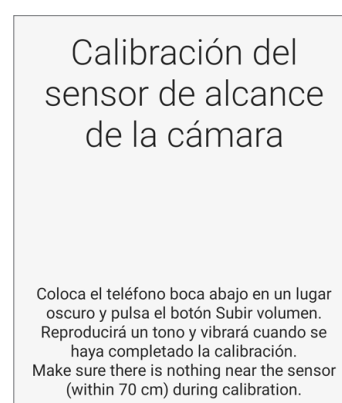 Calibración del
sensor de alcance
de la cámara
Coloca el teléfono boca abajo en un lugar
oscuro y pulsa el botón Subir volumen.
Reproducirá un tono y vibrará cuando se
haya completado la calibración.
Make sure there is nothing near the sensor
(within 70 cm) during calibration.